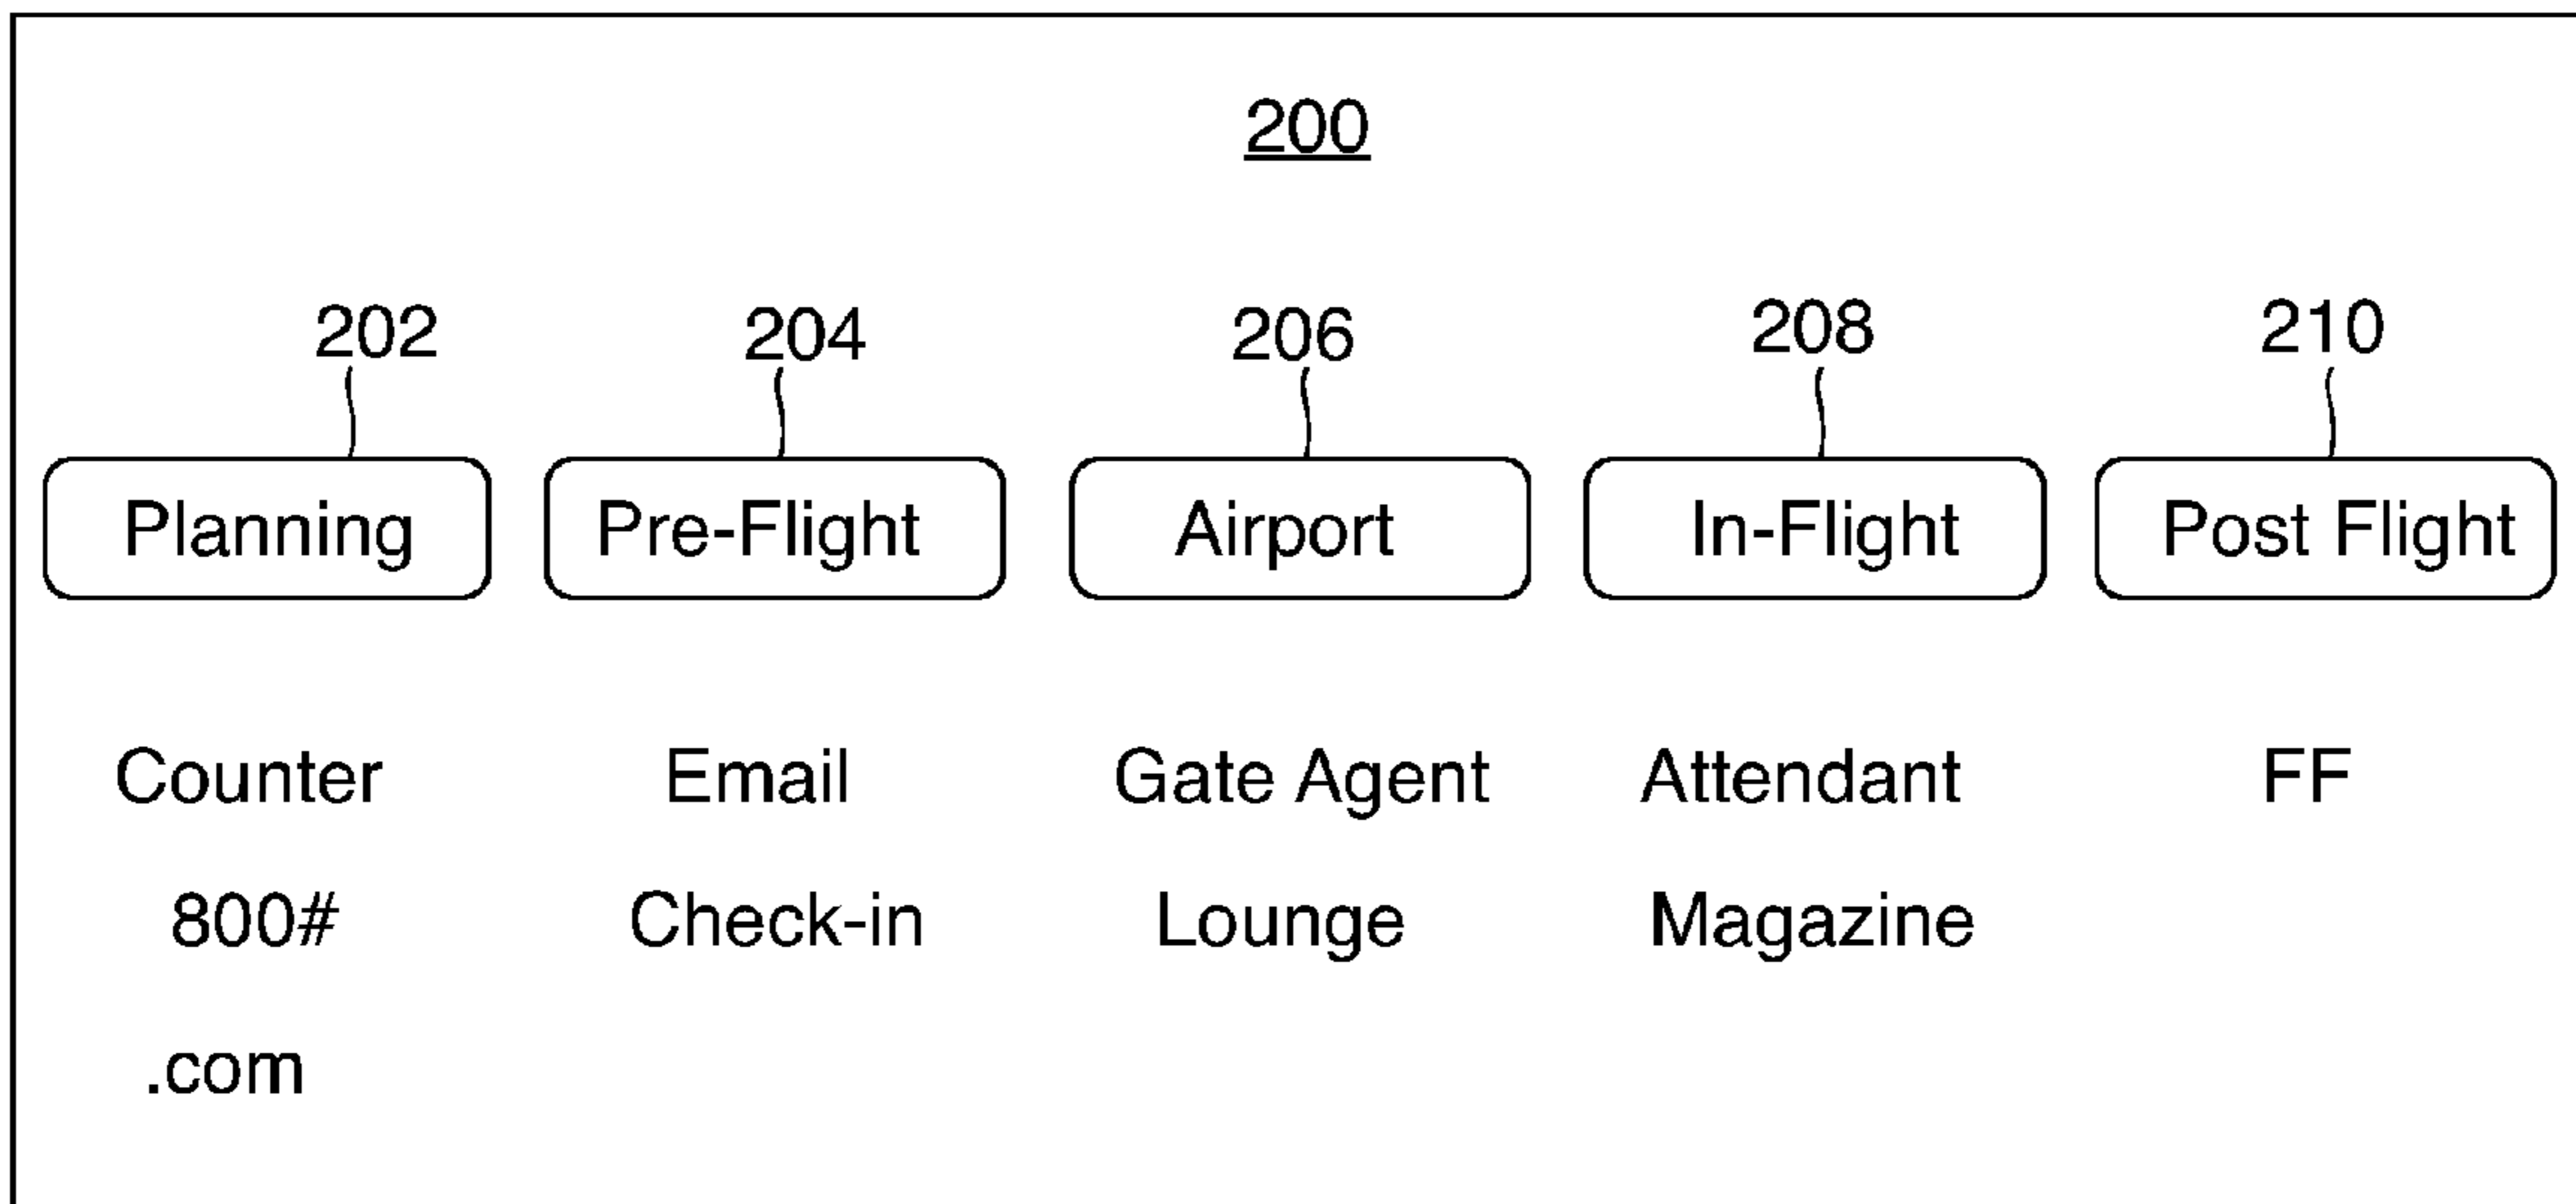 200
202 204 206 208 210
Planning Pre-Flight Airport In-Flight Post Flight
Counter Email Gate Agent Attendant FF
800# Check-in Lounge Magazine
.com